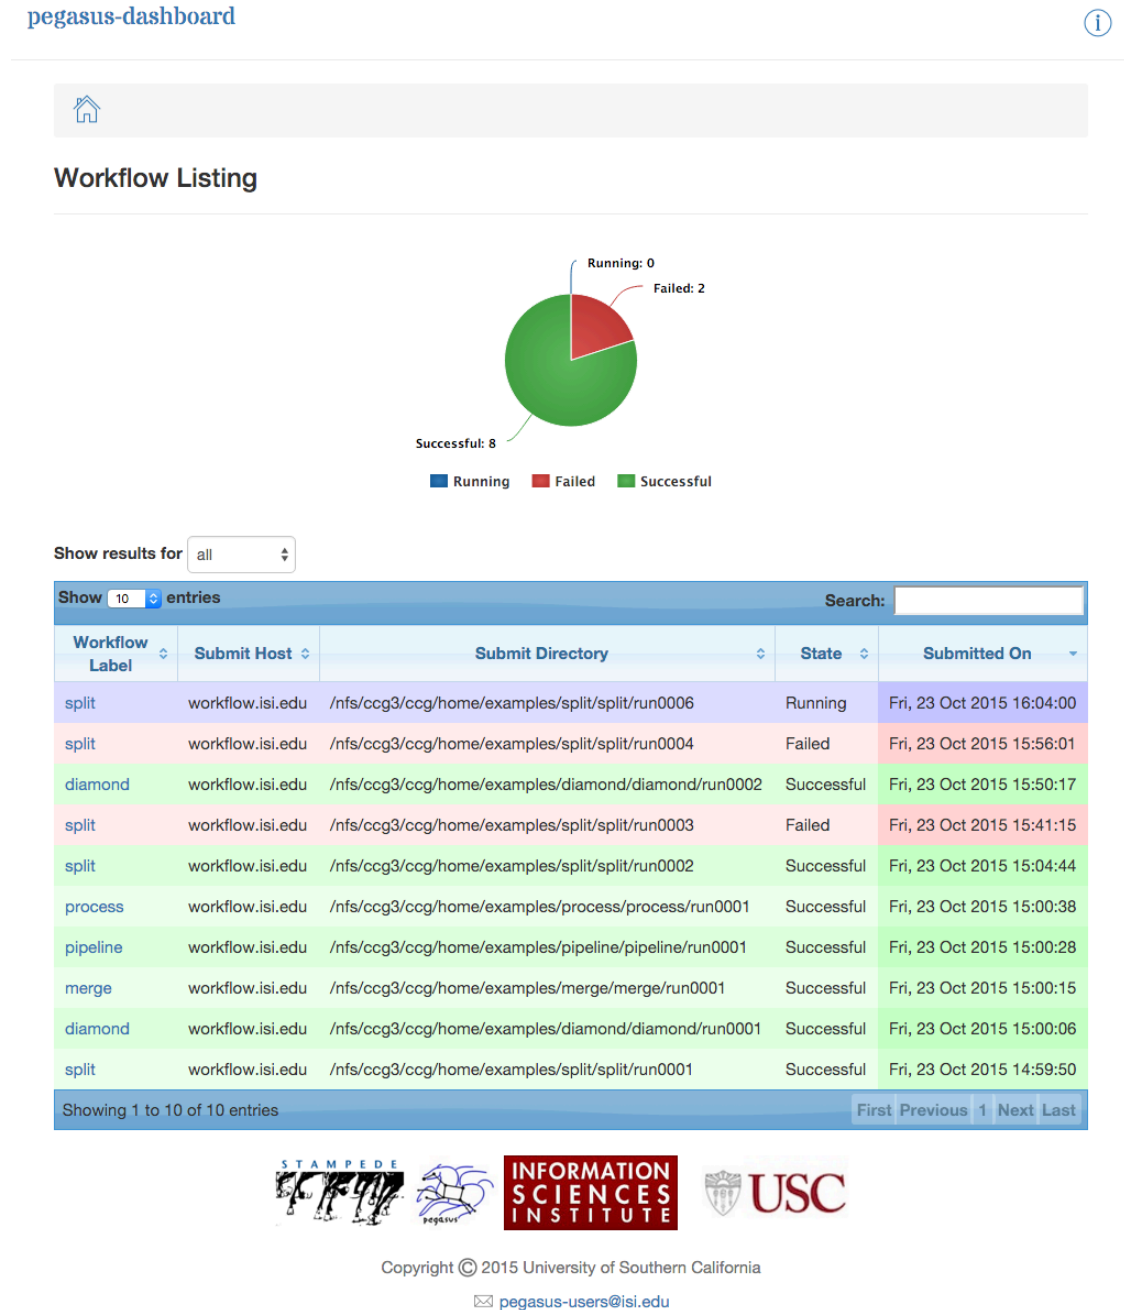 pegasus-dashboard
Workflow Listing
Running: 0
Failed: 2
Successful: 8
Running Failed Successful
Show results for all
Show 10 entries Search:
Workflow Label Submit Host Submit Directory State Submitted On
split workflow.isi.edu /nfs/ccg3/ccg/home/examples/split/split/run0006 Running Fri, 23 Oct 2015 16:04:00
split workflow.isi.edu /nfs/ccg3/ccg/home/examples/split/split/run0004 Failed Fri, 23 Oct 2015 15:56:01
diamond workflow.isi.edu /nfs/ccg3/ccg/home/examples/diamond/diamond/run0002 Successful Fri, 23 Oct 2015 15:50:17
split workflow.isi.edu /nfs/ccg3/ccg/home/examples/split/split/run0003 Failed Fri, 23 Oct 2015 15:41:15
split workflow.isi.edu /nfs/ccg3/ccg/home/examples/split/split/run0002 Successful Fri, 23 Oct 2015 15:04:44
process workflow.isi.edu /nfs/ccg3/ccg/home/examples/process/process/run0001 Successful Fri, 23 Oct 2015 15:00:38
pipeline workflow.isi.edu /nfs/ccg3/ccg/home/examples/pipeline/pipeline/run0001 Successful Fri, 23 Oct 2015 15:00:28
merge workflow.isi.edu /nfs/ccg3/ccg/home/examples/merge/merge/run0001 Successful Fri, 23 Oct 2015 15:00:15
diamond workflow.isi.edu /nfs/ccg3/ccg/home/examples/diamond/diamond/run0001 Successful Fri, 23 Oct 2015 15:00:06
split workflow.isi.edu /nfs/ccg3/ccg/home/examples/split/split/run0001 Successful Fri, 23 Oct 2015 14:59:50
Showing 1 to 10 of 10 entries First Previous 1 Next Last
STAMPEDE
pegasus
INFORMATION
SCIENCES
INSTITUTE
USC
Copyright © 2015 University of Southern California
pegasus-users@isi.edu